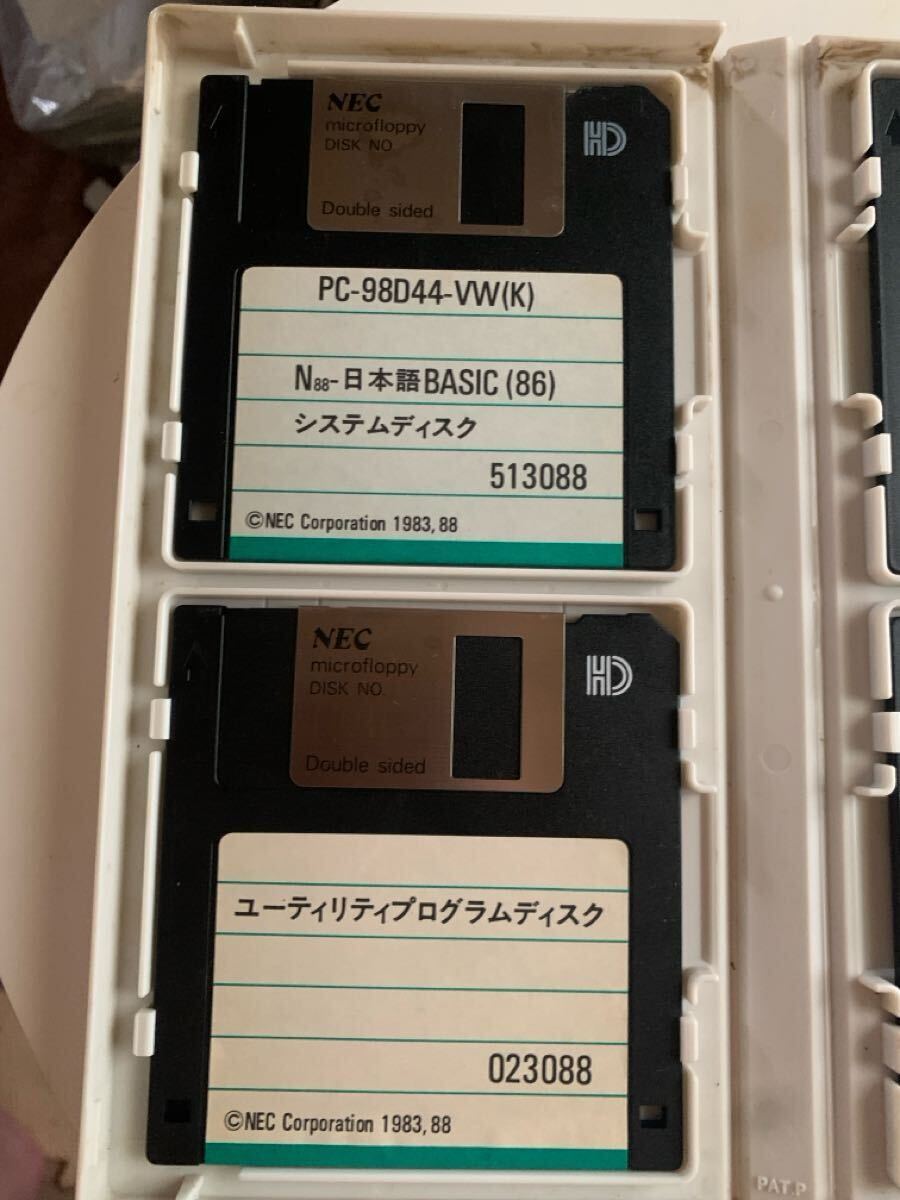 NEC
microfloppy
DISK NO.
Double sided
HD
PC-98D44-VW(K)
N88-日本語BASIC(86)
システムディスク
513088
©NEC Corporation 1983,88
NEC
microfloppy
DISK NO.
Double sided
HD
ユーティリティプログラムディスク
023088
©NEC Corporation 1983,88
PAT.P